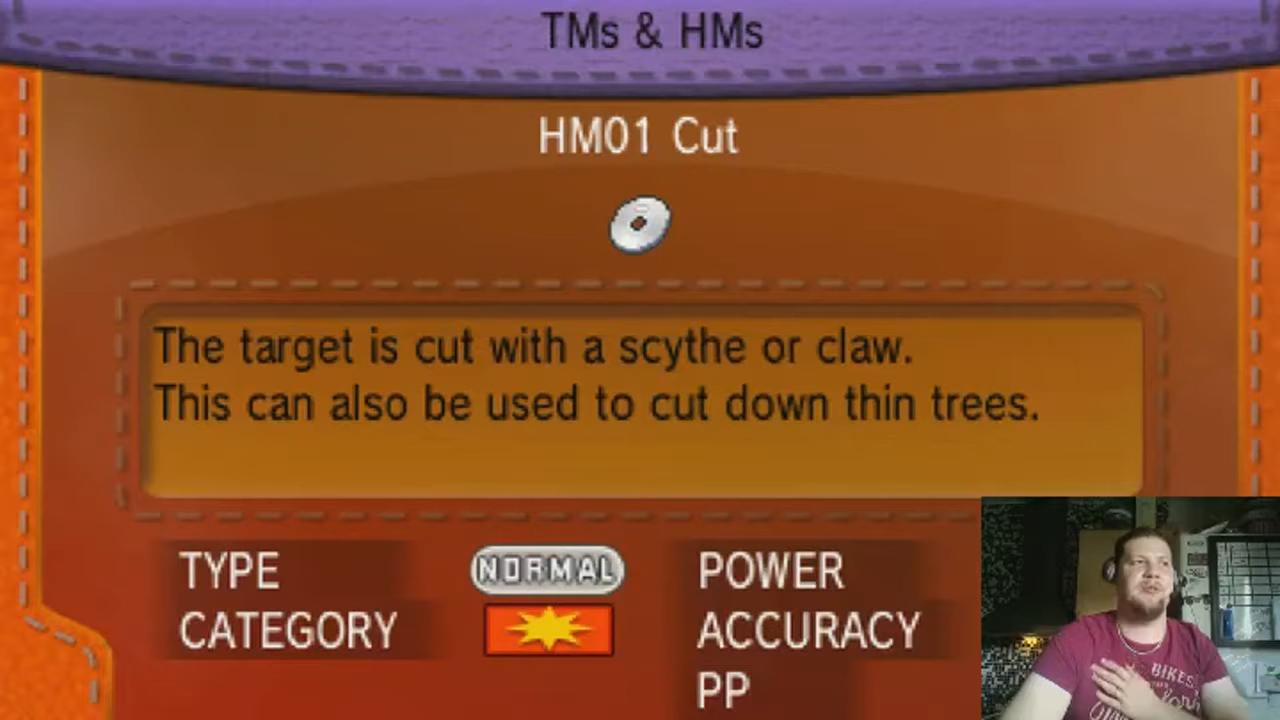 TMs & HMs
HM01 Cut
The target is cut with a scythe or claw.
This can also be used to cut down thin trees.
TYPE NORMAL POWER
CATEGORY ACCURACY
PP
BIKES